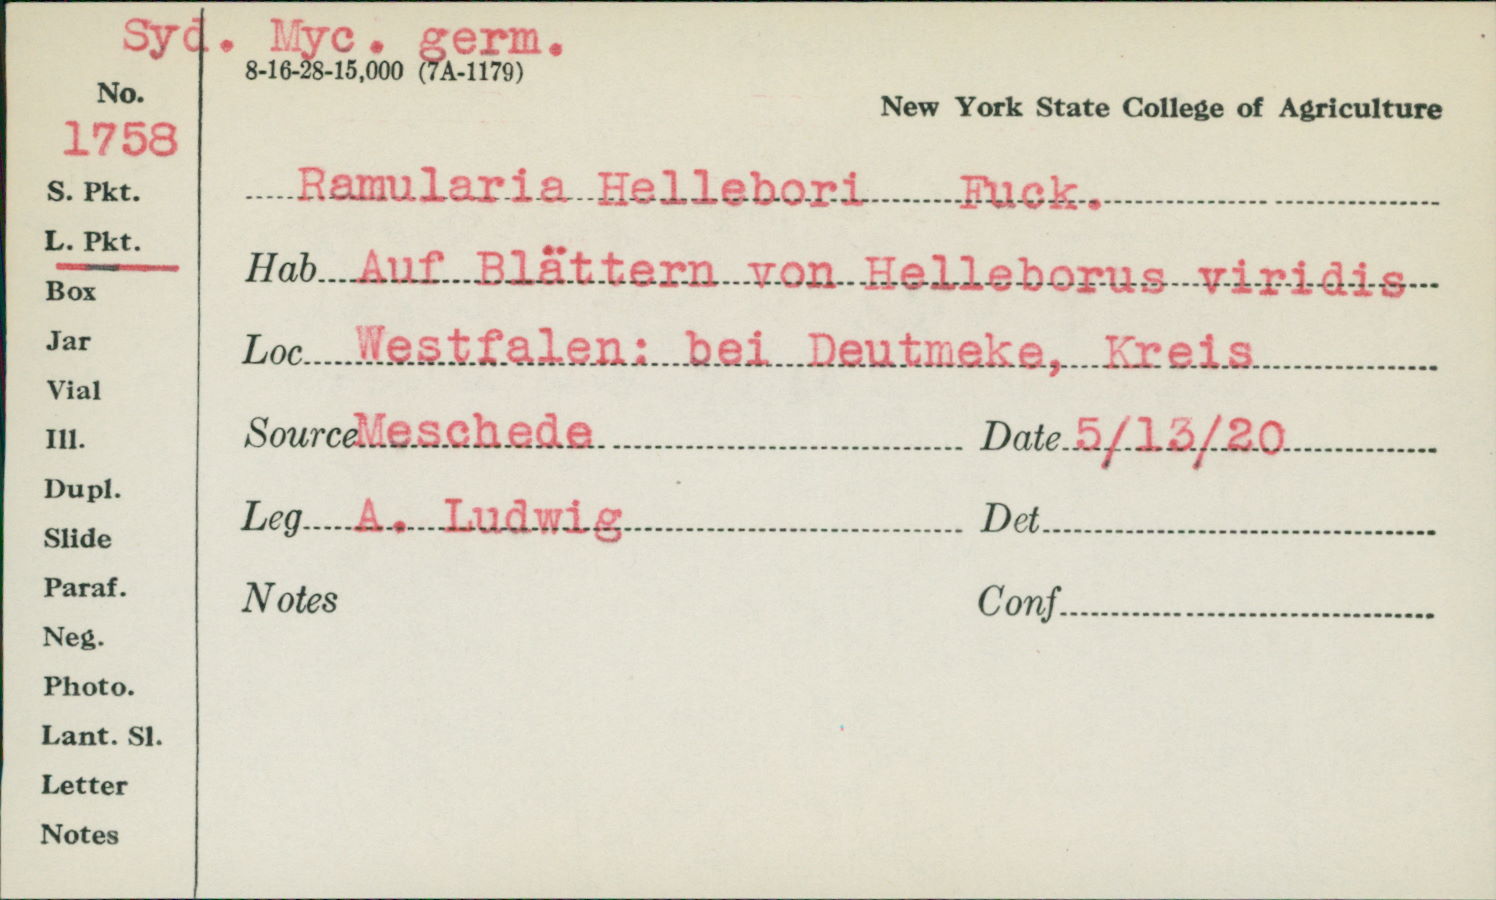 Syd. Myc. germ.
8-16-28-15,000 (7A-1179)
No.
1758
New York State College of Agriculture
S. Pkt.
Ramularia Hellebori Fuck.
L. Pkt.
Hab Auf Blättern von Helleborus viridis
Box
Jar
Loc Westfalen: bei Deutmeke, Kreis
Vial
Ill.
Source Meschede Date 5/13/20
Dupl.
Slide
Leg A. Ludwig Det
Paraf.
Notes Conf
Neg.
Photo.
Lant. Sl.
Letter
Notes